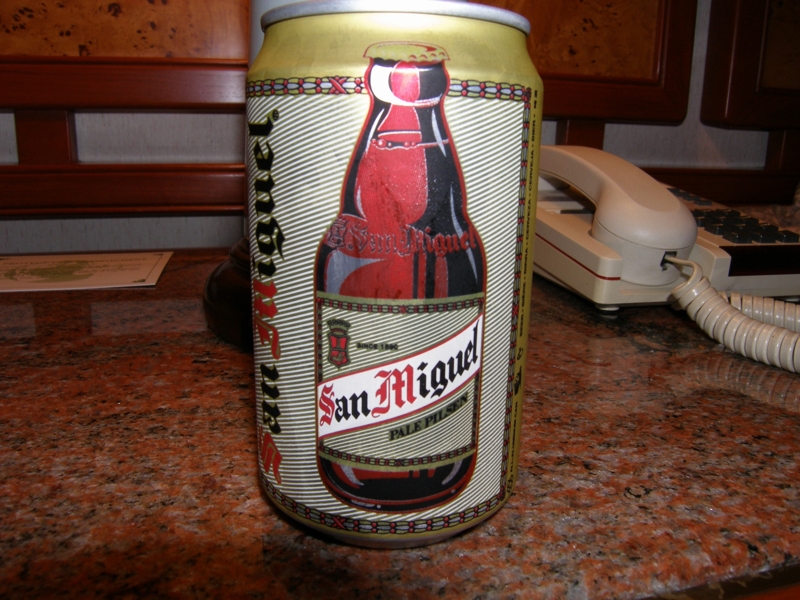 San Miguel®
San Miguel
SINCE 1890
San Miguel
PALE PILSEN